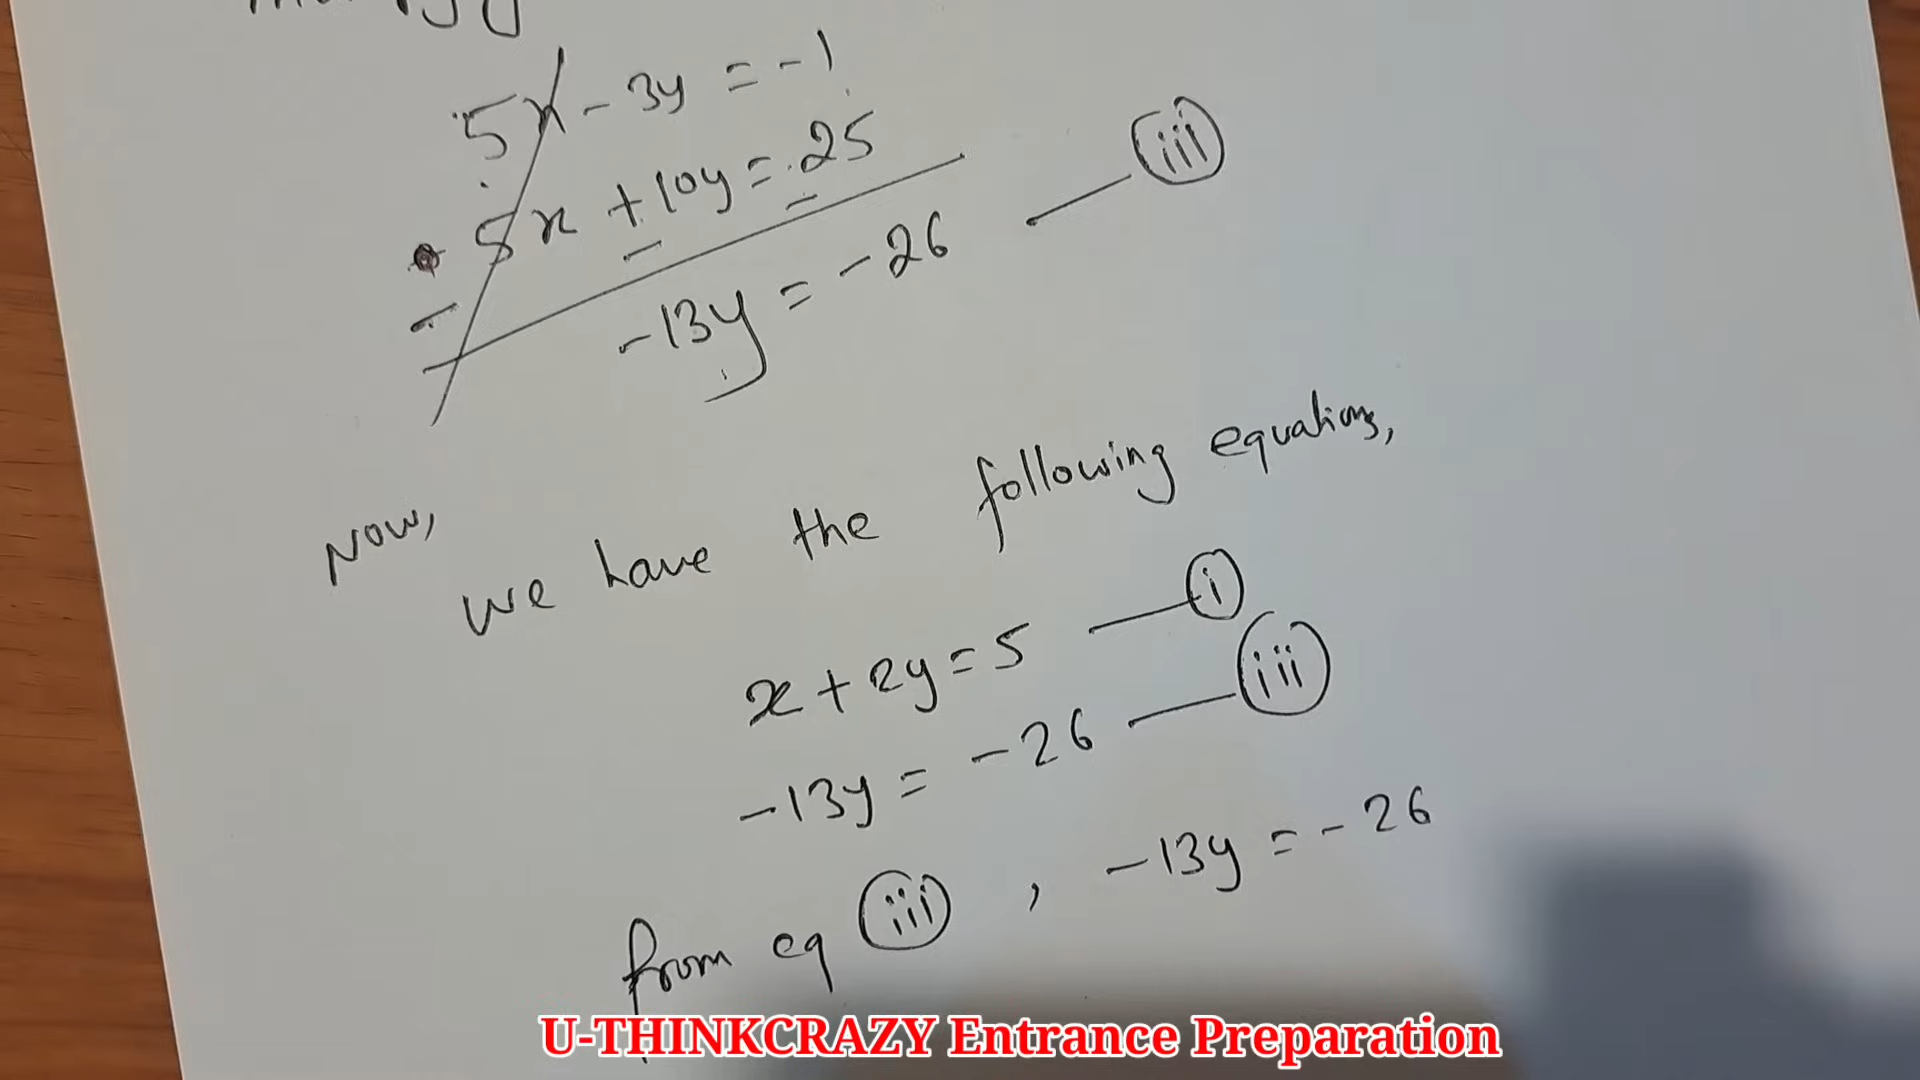 5x - 3y = -1
5x + 10y = 25
- - -
-13y = -26 — (iii)
Now,
we have the following equations,
x + 2y = 5 — (i)
-13y = -26 — (iii)
from eq (iii) , -13y = -26
U-THINKCRAZY Entrance Preparation